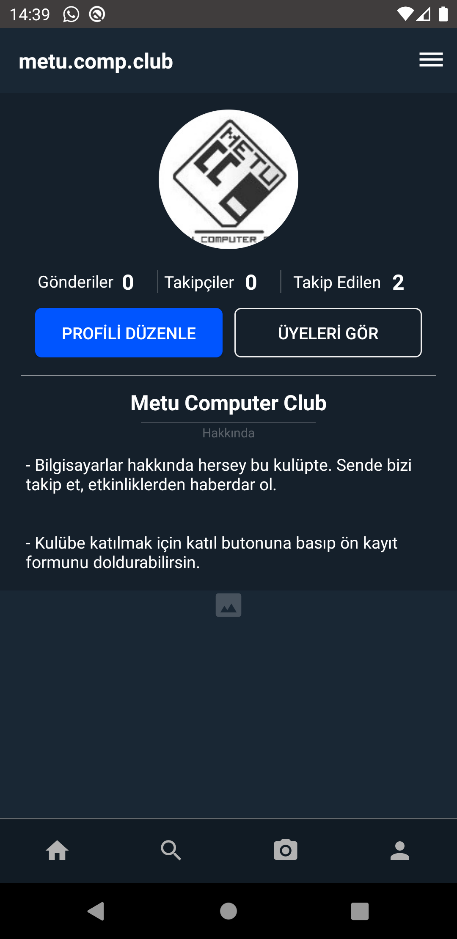 14:39
metu.comp.club
METU
CC
COMPUTER
Gönderiler 0 Takipçiler 0 Takip Edilen 2
PROFİLİ DÜZENLE ÜYELERİ GÖR
Metu Computer Club
Hakkında
- Bilgisayarlar hakkında hersey bu kulüpte. Sende bizi
takip et, etkinliklerden haberdar ol.
- Kulübe katılmak için katıl butonuna basıp ön kayıt
formunu doldurabilirsin.